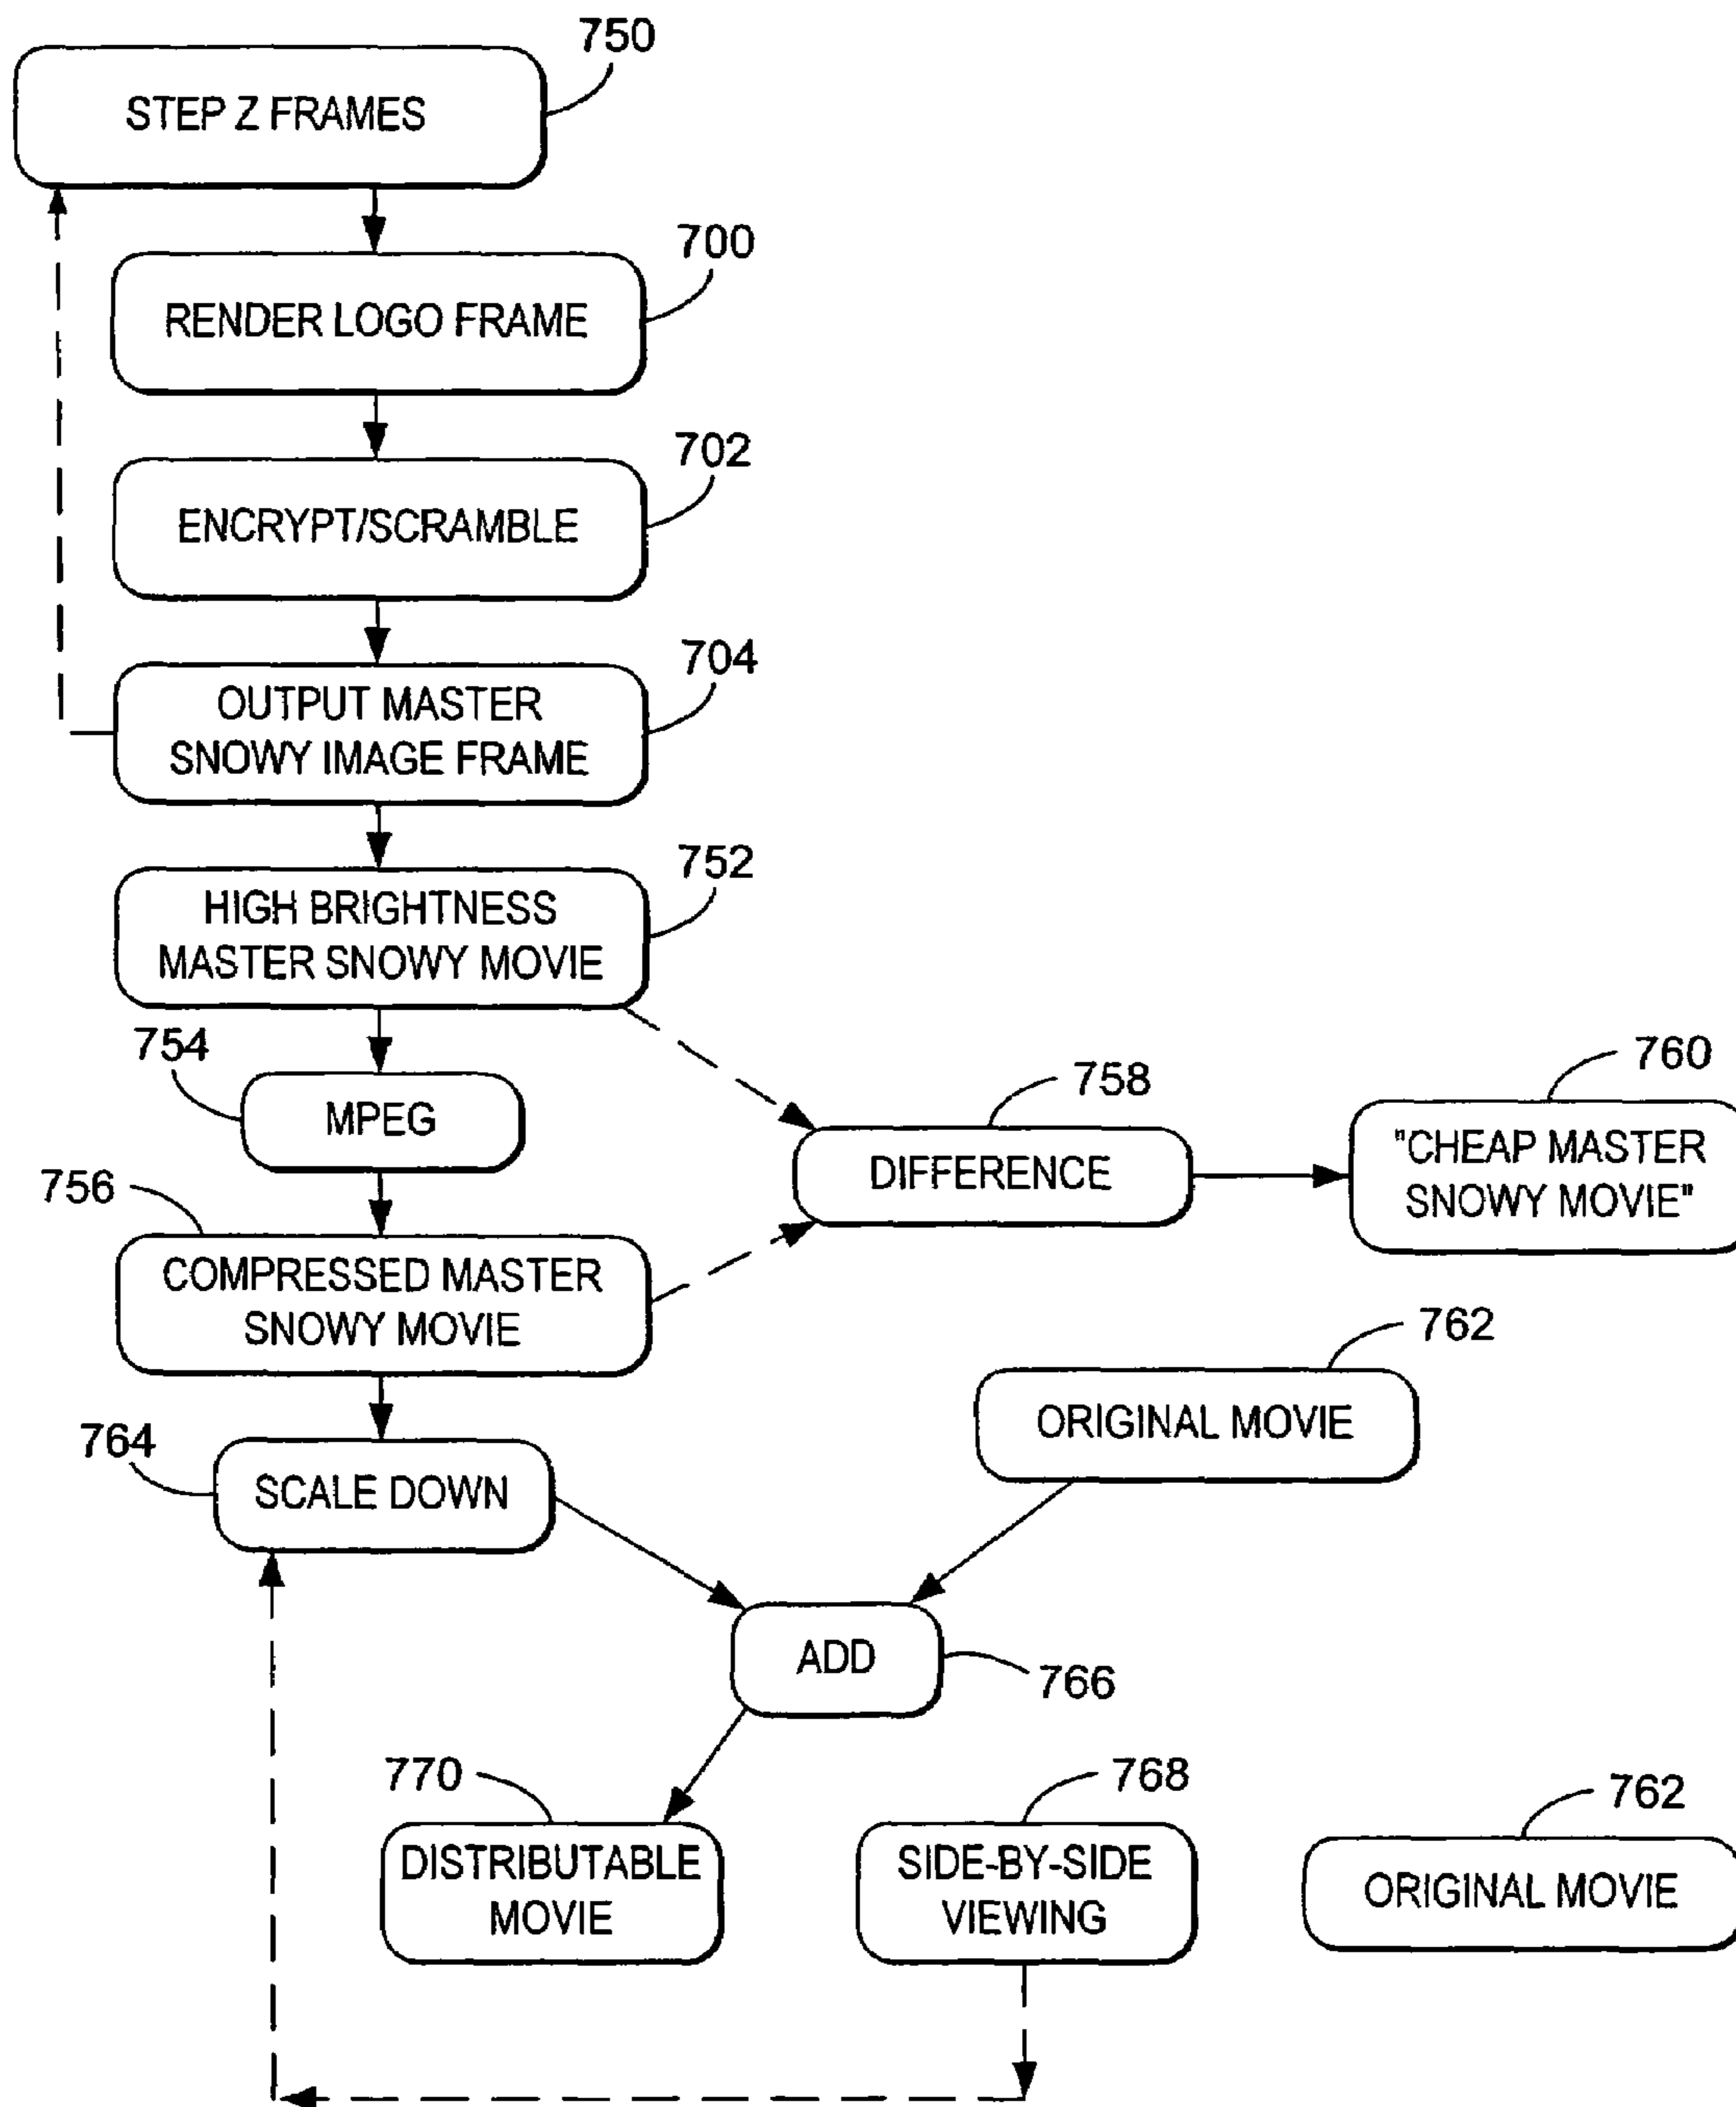 750
STEP Z FRAMES
700
RENDER LOGO FRAME
702
ENCRYPT/SCRAMBLE
704
OUTPUT MASTER
SNOWY IMAGE FRAME
752
HIGH BRIGHTNESS
MASTER SNOWY MOVIE
754
MPEG
758
DIFFERENCE
760
"CHEAP MASTER
SNOWY MOVIE"
756
COMPRESSED MASTER
SNOWY MOVIE
762
ORIGINAL MOVIE
764
SCALE DOWN
ADD
766
770
DISTRIBUTABLE
MOVIE
768
SIDE-BY-SIDE
VIEWING
762
ORIGINAL MOVIE